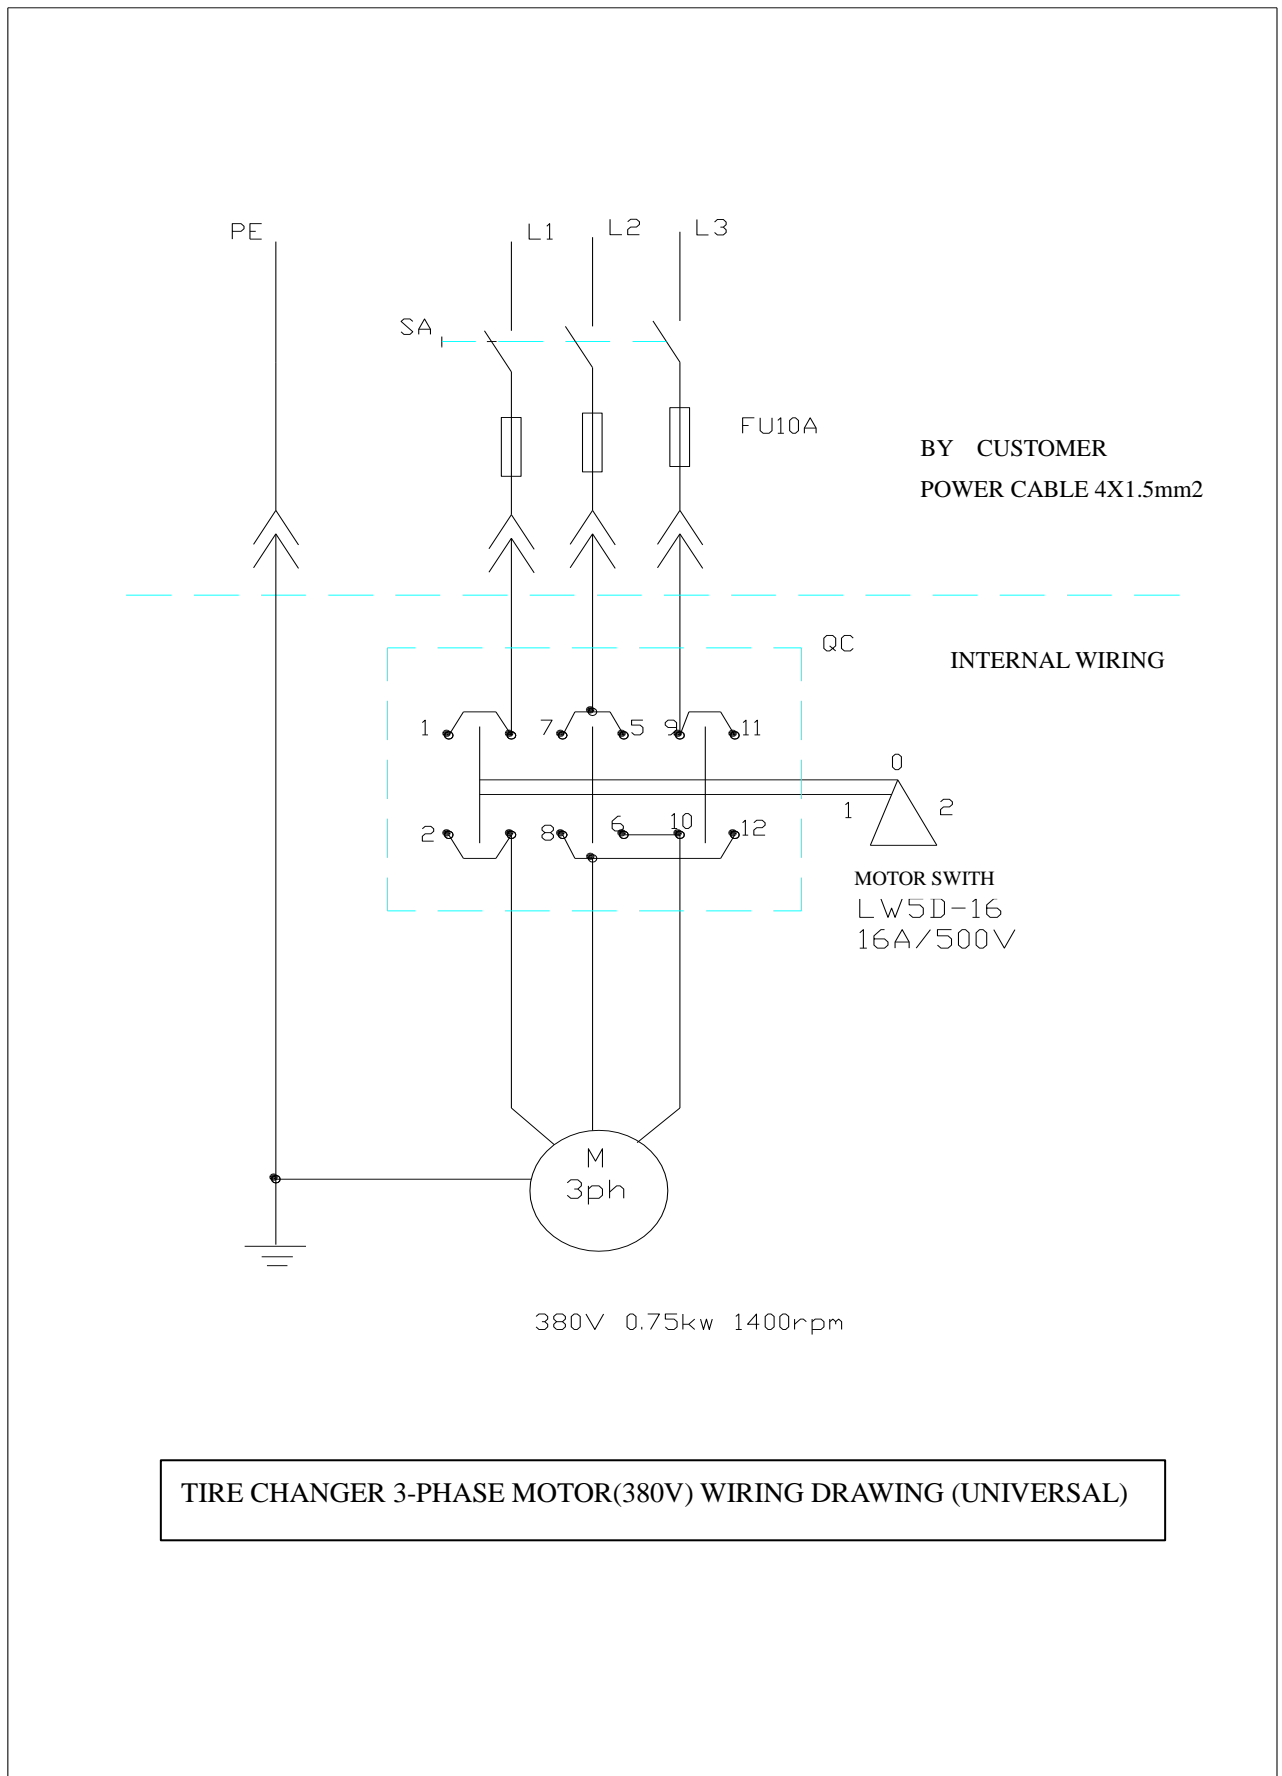 PE
L1
L2
L3
SA
FU10A
BY CUSTOMER
POWER CABLE 4X1.5mm2
QC
INTERNAL WIRING
1 7 5 9 11
0
1 2
2 8 6 10 12
MOTOR SWITH
LW5D-16
16A/500V
M
3ph
380V 0.75kw 1400rpm
TIRE CHANGER 3-PHASE MOTOR(380V) WIRING DRAWING (UNIVERSAL)